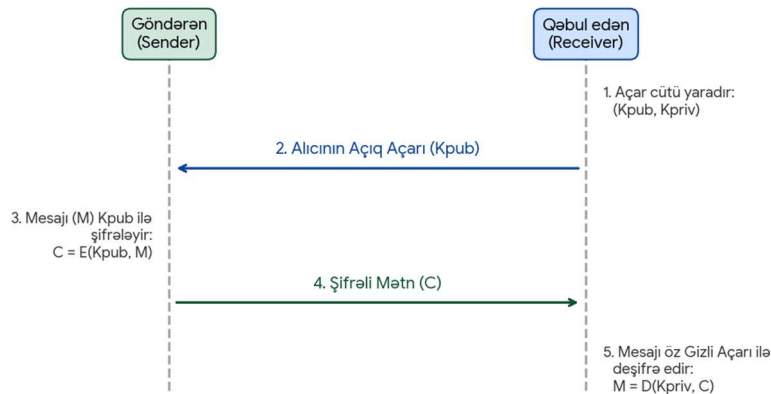 Göndərən
(Sender)
Qəbul edən
(Receiver)
1. Açar cütü yaradır:
(Kpub, Kpriv)
2. Alıcının Açıq Açarı (Kpub)
3. Mesajı (M) Kpub ilə
şifrələyir:
C = E(Kpub, M)
4. Şifrəli Mətn (C)
5. Mesajı öz Gizli Açarı ilə
deşifrə edir:
M = D(Kpriv, C)